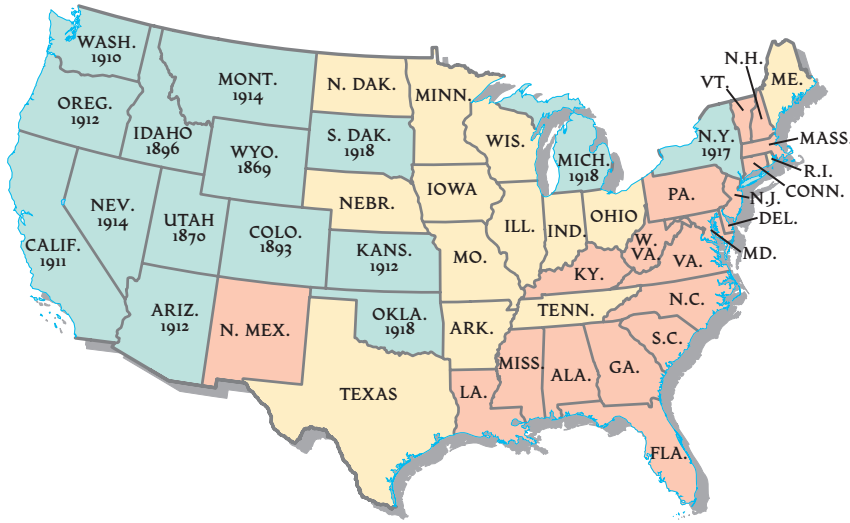 WASH.
1910
OREG.
1912
IDAHO
1896
MONT.
1914
WYO.
1869
NEV.
1914
UTAH
1870
COLO.
1893
CALIF.
1911
ARIZ.
1912
N. MEX.
N. DAK.
S. DAK.
1918
NEBR.
KANS.
1912
OKLA.
1918
TEXAS
MINN.
IOWA
MO.
ARK.
LA.
WIS.
ILL.
MICH.
1918
IND.
OHIO
KY.
TENN.
MISS.
ALA.
GA.
FLA.
S.C.
N.C.
VA.
W.
VA.
PA.
N.Y.
1917
VT.
N.H.
ME.
MASS.
R.I.
CONN.
N.J.
DEL.
MD.